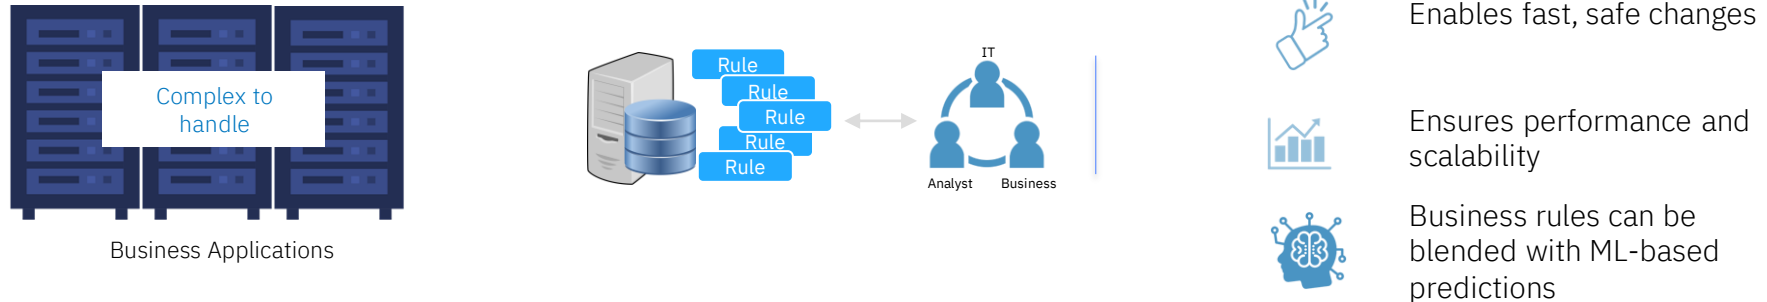 Complex to
handle
Business Applications
Rule
Rule
Rule
Rule
Rule
IT
Analyst
Business
Enables fast, safe changes
Ensures performance and
scalability
Business rules can be
blended with ML-based
predictions